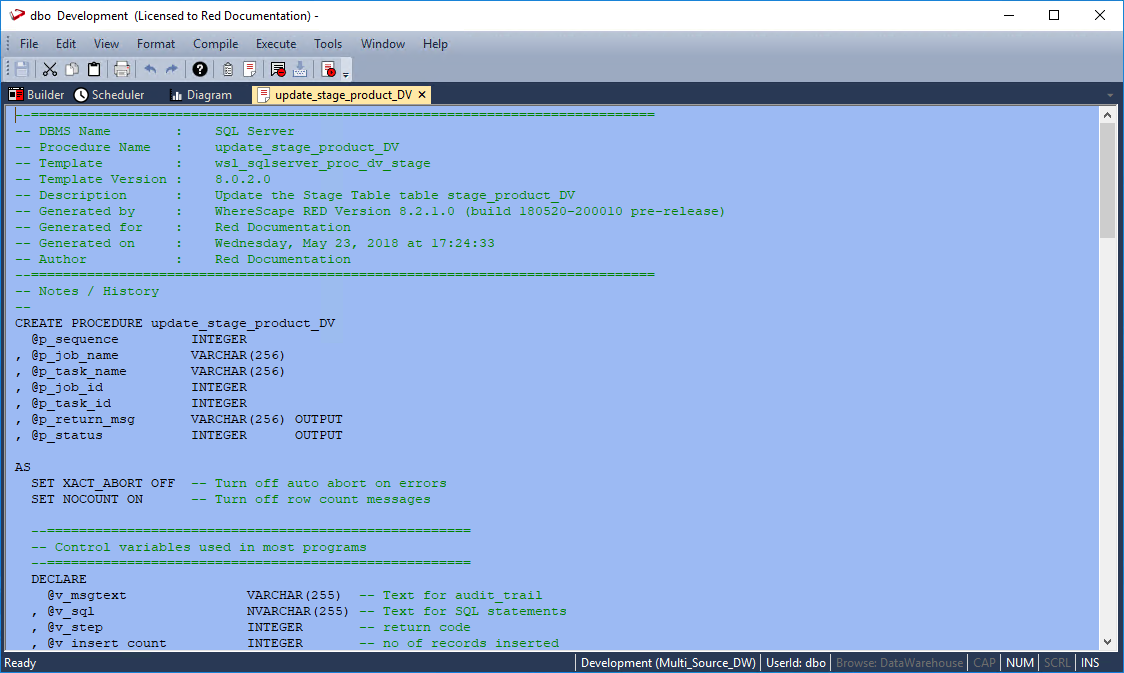 dbo  Development  (Licensed to Red Documentation) -
File Edit View Format Compile Execute Tools Window Help
Builder Scheduler Diagram update_stage_product_DV
--==============================================================================
-- DBMS Name        :    SQL Server
-- Procedure Name   :    update_stage_product_DV
-- Template         :    wsl_sqlserver_proc_dv_stage
-- Template Version :    8.0.2.0
-- Description      :    Update the Stage Table table stage_product_DV
-- Generated by     :    WhereScape RED Version 8.2.1.0 (build 180520-200010 pre-release)
-- Generated for    :    Red Documentation
-- Generated on     :    Wednesday, May 23, 2018 at 17:24:33
-- Author           :    Red Documentation
--==============================================================================
-- Notes / History
--
CREATE PROCEDURE update_stage_product_DV
  @p_sequence         INTEGER
, @p_job_name         VARCHAR(256)
, @p_task_name        VARCHAR(256)
, @p_job_id           INTEGER
, @p_task_id          INTEGER
, @p_return_msg       VARCHAR(256) OUTPUT
, @p_status           INTEGER      OUTPUT
AS
  SET XACT_ABORT OFF  -- Turn off auto abort on errors
  SET NOCOUNT ON      -- Turn off row count messages
  --=====================================================
  -- Control variables used in most programs
  --=====================================================
  DECLARE
    @v_msgtext               VARCHAR(255)  -- Text for audit_trail
  , @v_sql                   NVARCHAR(255) -- Text for SQL statements
  , @v_step                  INTEGER       -- return code
  , @v_insert_count          INTEGER       -- no of records inserted
Ready Development (Multi_Source_DW) UserId: dbo Browse: DataWarehouse CAP NUM SCRL INS